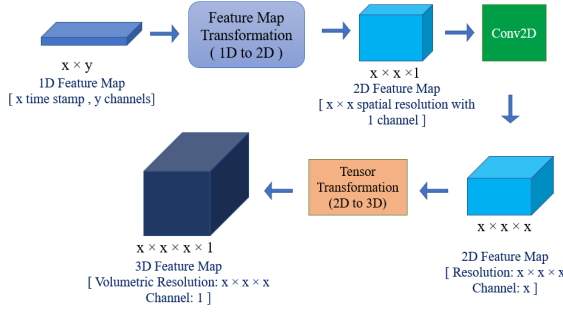 Feature Map
Transformation
( 1D to 2D )
Conv2D
x × y
1D Feature Map
[ x time stamp , y channels]
x × x ×1
2D Feature Map
[ x × x spatial resolution with
1 channel ]
Tensor
Transformation
(2D to 3D)
x × x × x
2D Feature Map
[ Resolution: x × x × x
Channel: x ]
x × x × x × 1
3D Feature Map
[ Volumetric Resolution: x × x × x
Channel: 1 ]